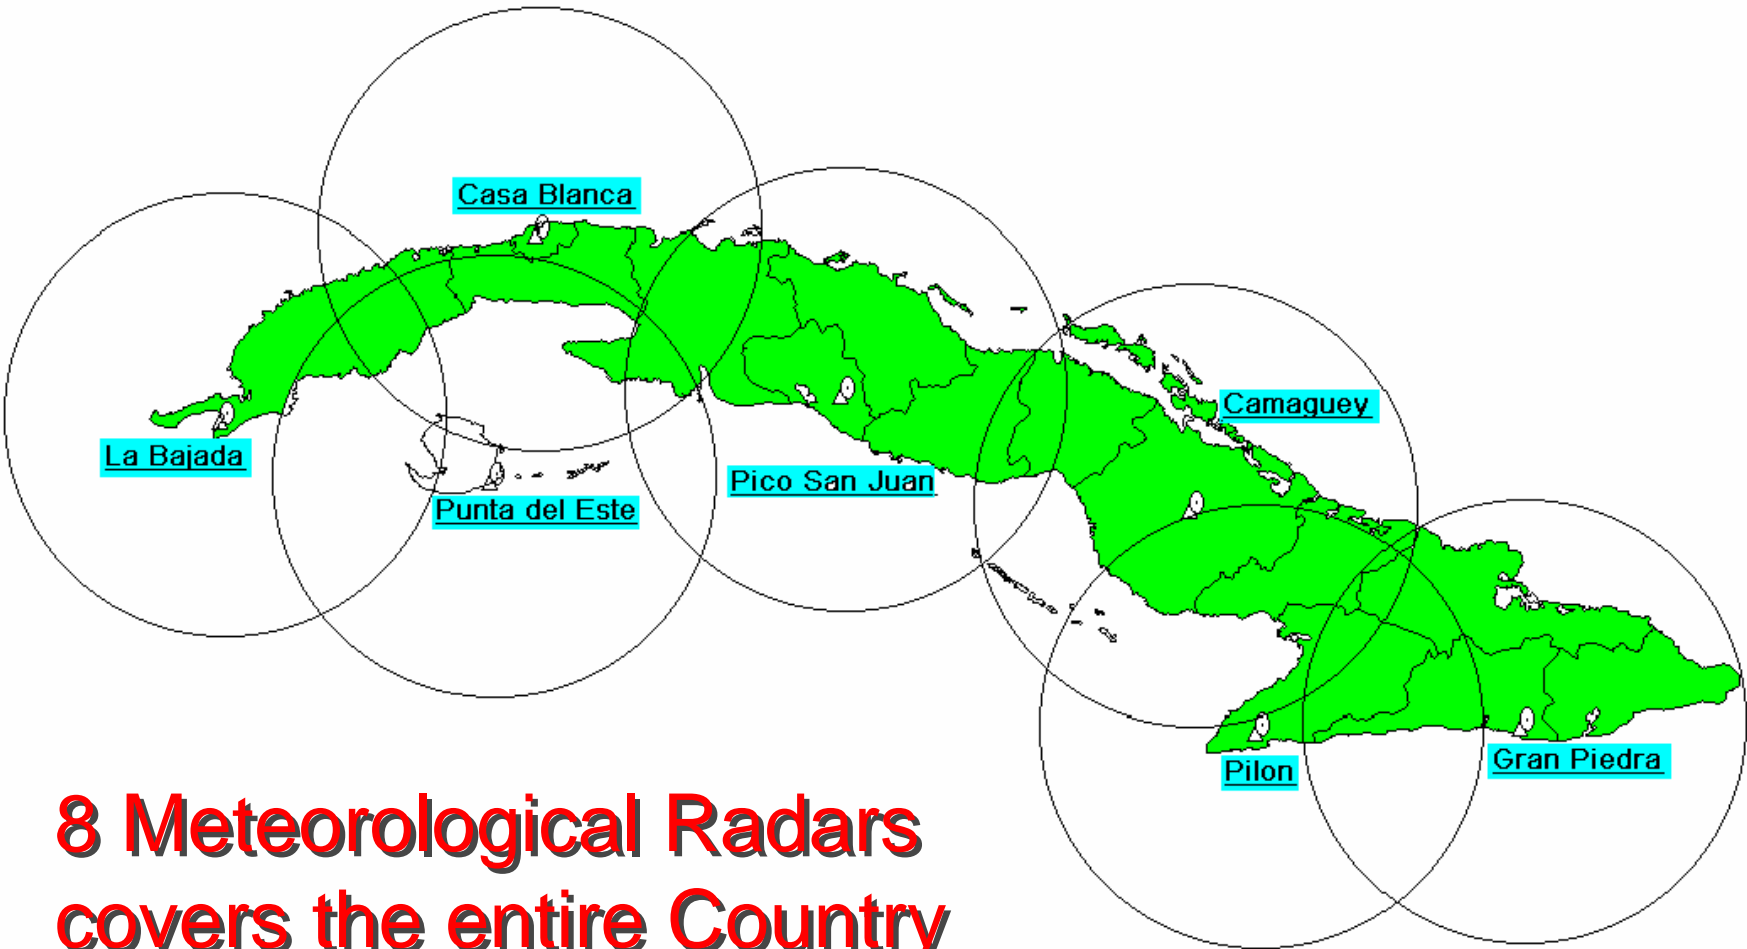 Casa Blanca
Camaguey
La Bajada
Pico San Juan
Punta del Este
Gran Piedra
Pilon
8 Meteorological Radars
covers the entire Country